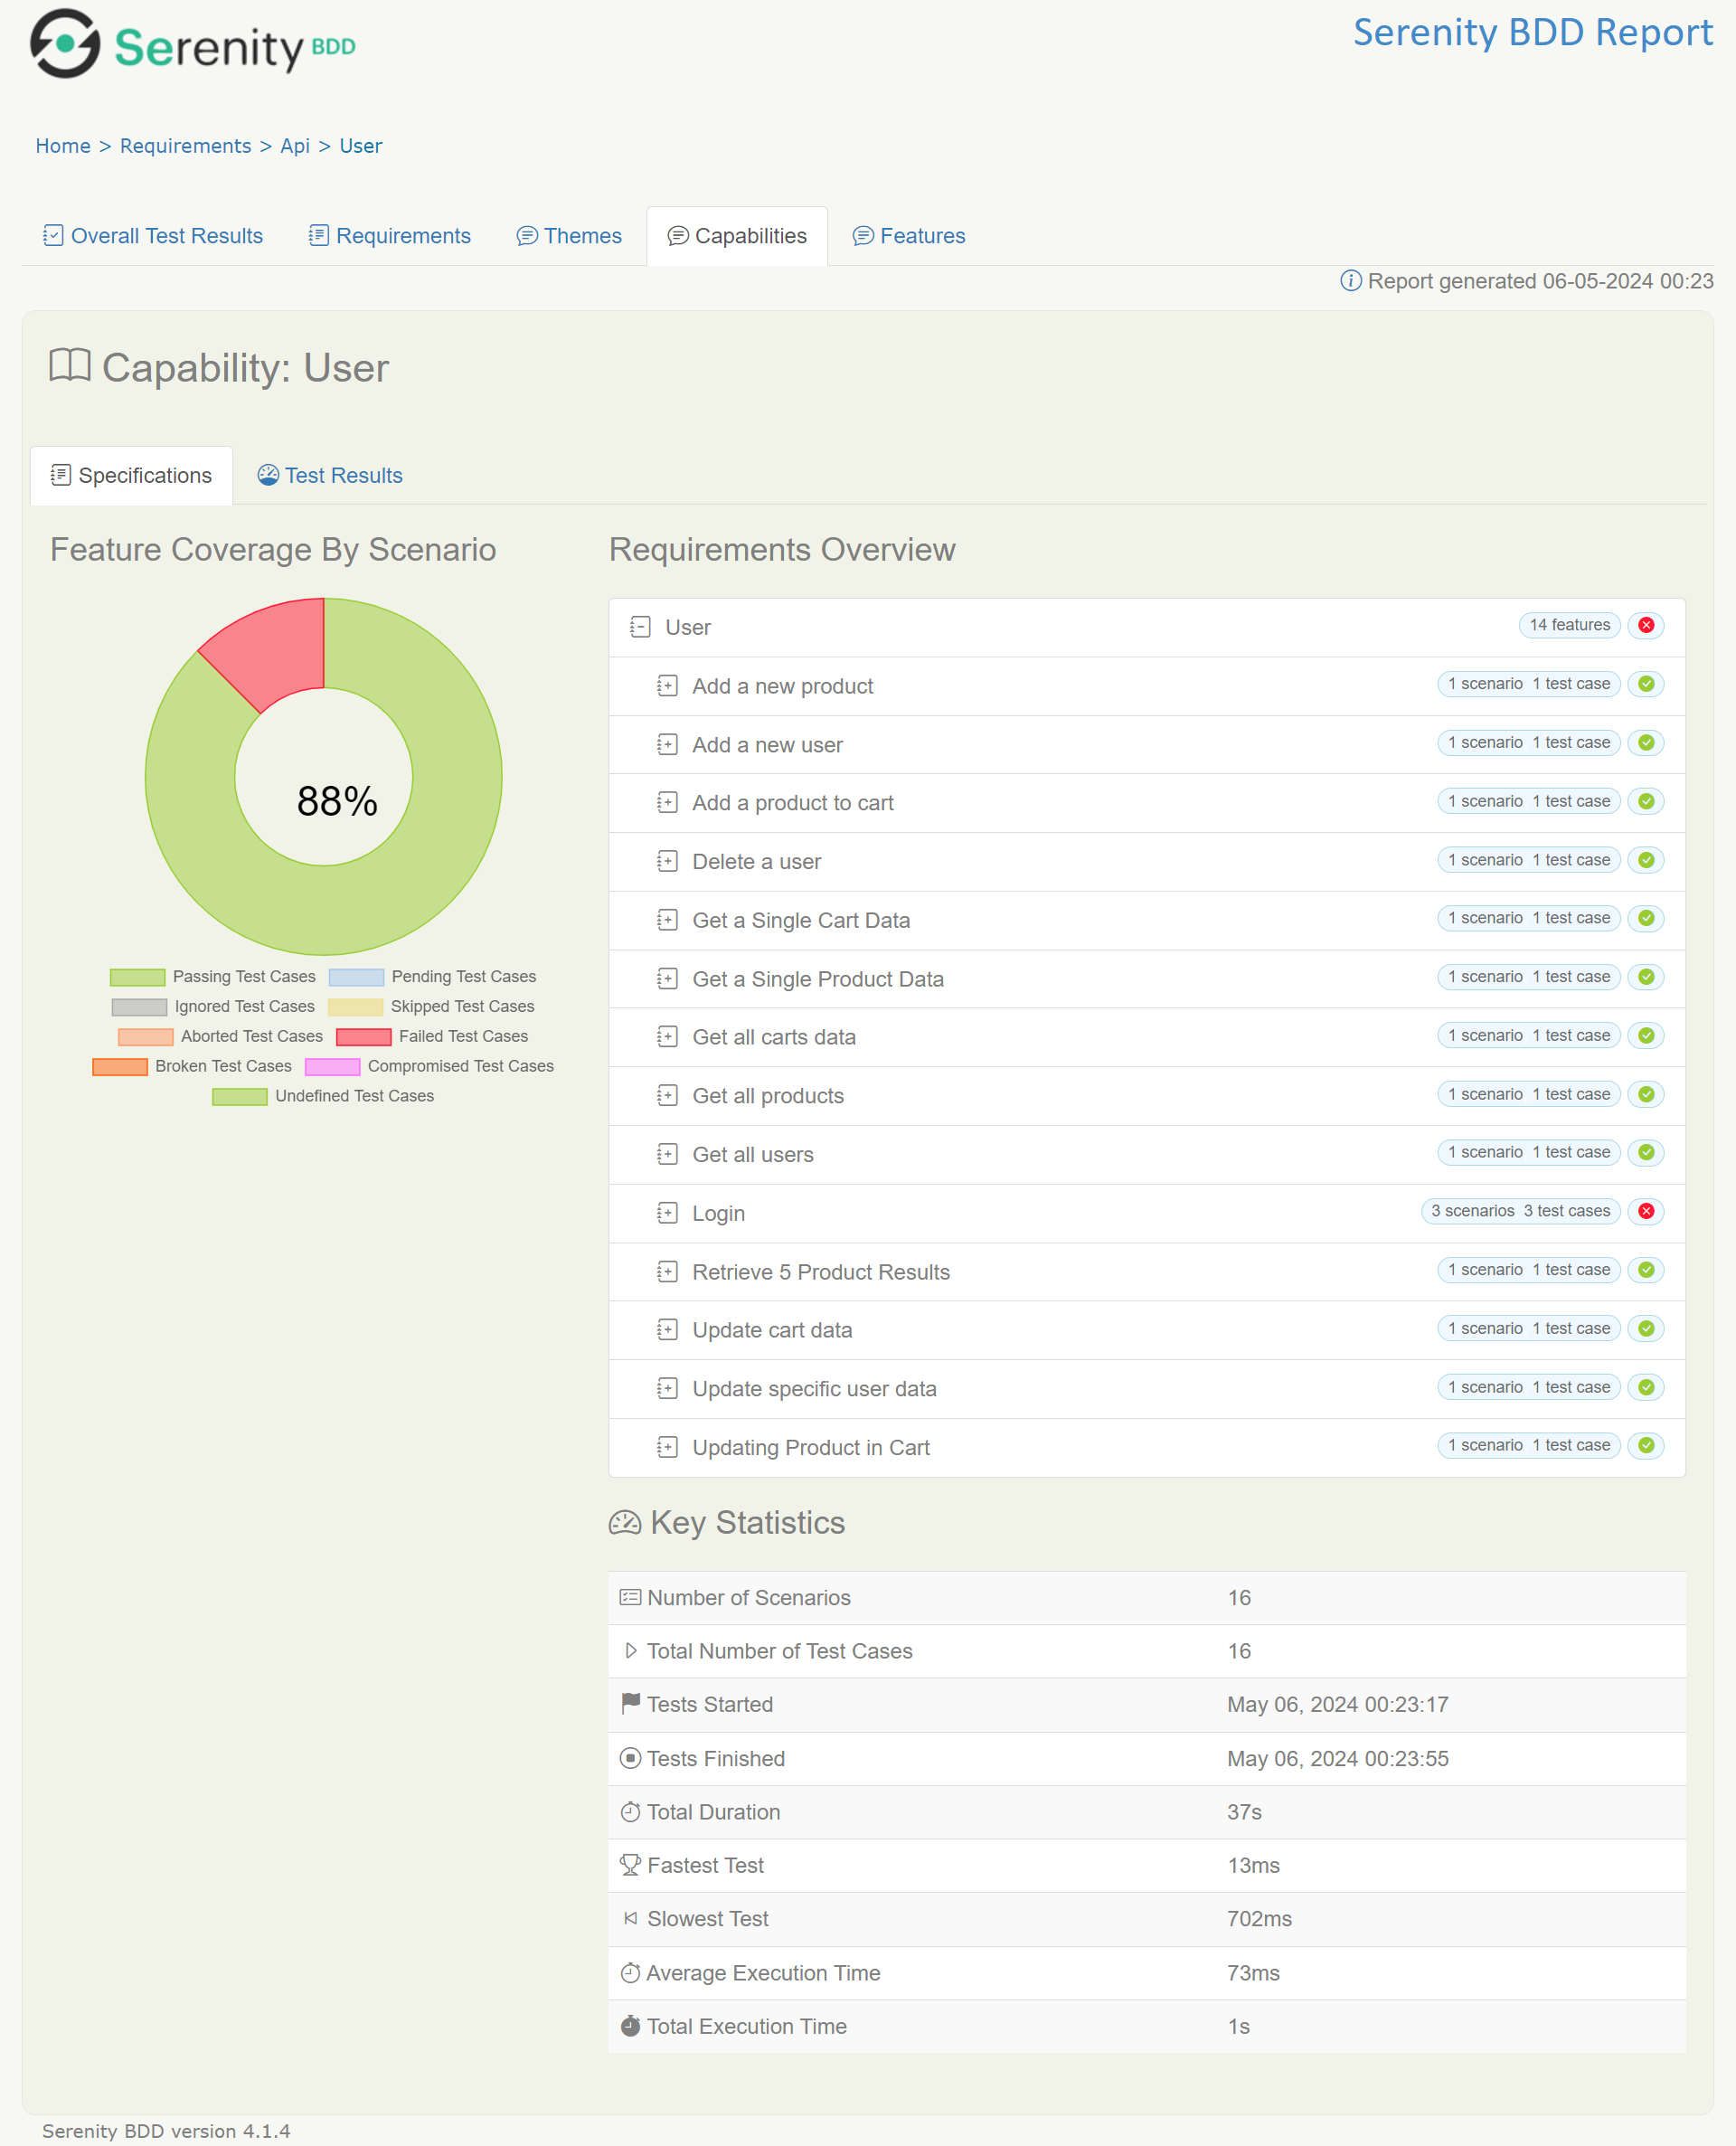 Serenity BDD
Serenity BDD Report
Home > Requirements > Api > User
Overall Test Results Requirements Themes Capabilities Features
Report generated 06-05-2024 00:23
Capability: User
Specifications Test Results
Feature Coverage By Scenario
88%
Passing Test Cases Pending Test Cases
Ignored Test Cases Skipped Test Cases
Aborted Test Cases Failed Test Cases
Broken Test Cases Compromised Test Cases
Undefined Test Cases
Requirements Overview
User 14 features
Add a new product 1 scenario 1 test case
Add a new user 1 scenario 1 test case
Add a product to cart 1 scenario 1 test case
Delete a user 1 scenario 1 test case
Get a Single Cart Data 1 scenario 1 test case
Get a Single Product Data 1 scenario 1 test case
Get all carts data 1 scenario 1 test case
Get all products 1 scenario 1 test case
Get all users 1 scenario 1 test case
Login 3 scenarios 3 test cases
Retrieve 5 Product Results 1 scenario 1 test case
Update cart data 1 scenario 1 test case
Update specific user data 1 scenario 1 test case
Updating Product in Cart 1 scenario 1 test case
Key Statistics
Number of Scenarios 16
Total Number of Test Cases 16
Tests Started May 06, 2024 00:23:17
Tests Finished May 06, 2024 00:23:55
Total Duration 37s
Fastest Test 13ms
Slowest Test 702ms
Average Execution Time 73ms
Total Execution Time 1s
Serenity BDD version 4.1.4